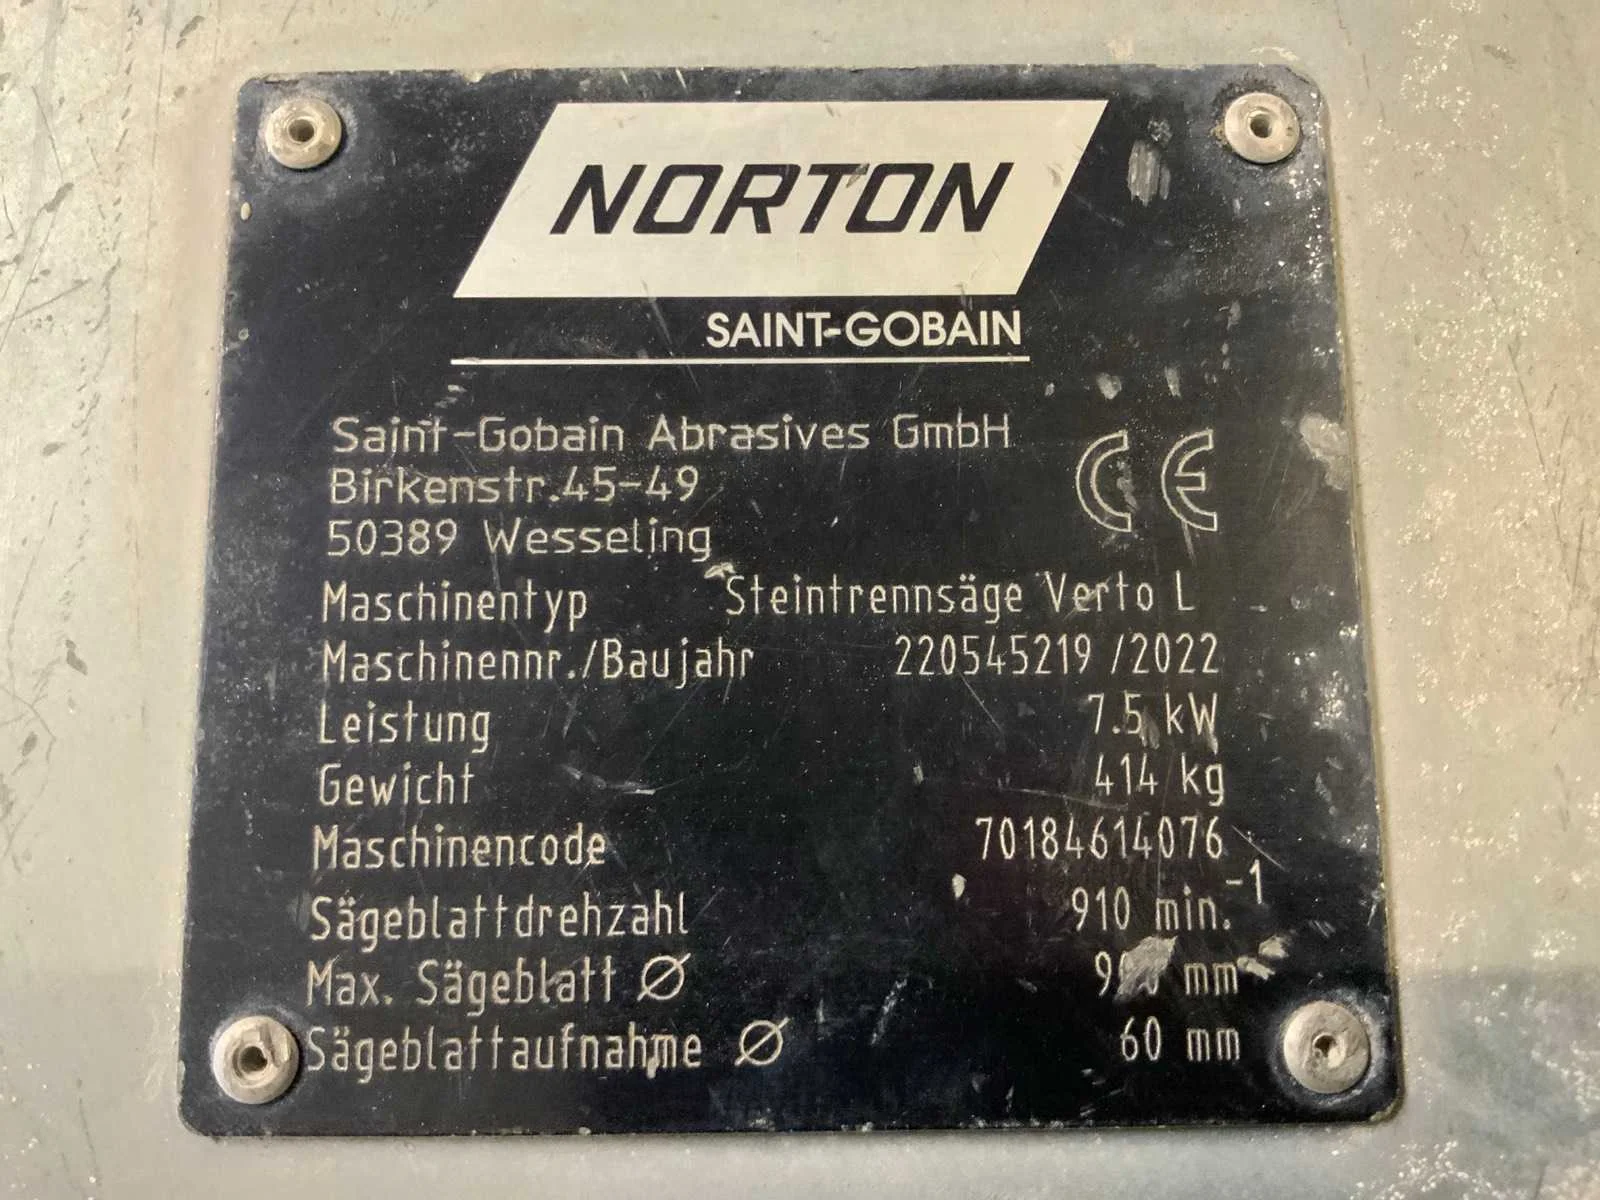 NORTON
SAINT-GOBAIN
Saint-Gobain Abrasives GmbH
Birkenstr.45-49
50389 Wesseling
CE
Maschinentyp Steintrennsäge Verto L
Maschinennr./Baujahr 220545219 /2022
Leistung 7.5 kW
Gewicht 414 kg
Maschinencode 70184614076
Sägeblattdrehzahl 910 min.⁻¹
Max. Sägeblatt Ø mm
Sägeblattaufnahme Ø 60 mm